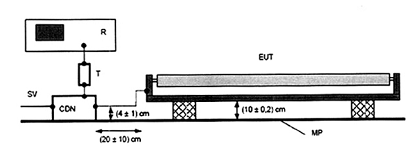 R
EUT
T
SV
CDN
(4 ± 1) cm
(10 ± 0,2) cm
(20 ± 10) cm
MP